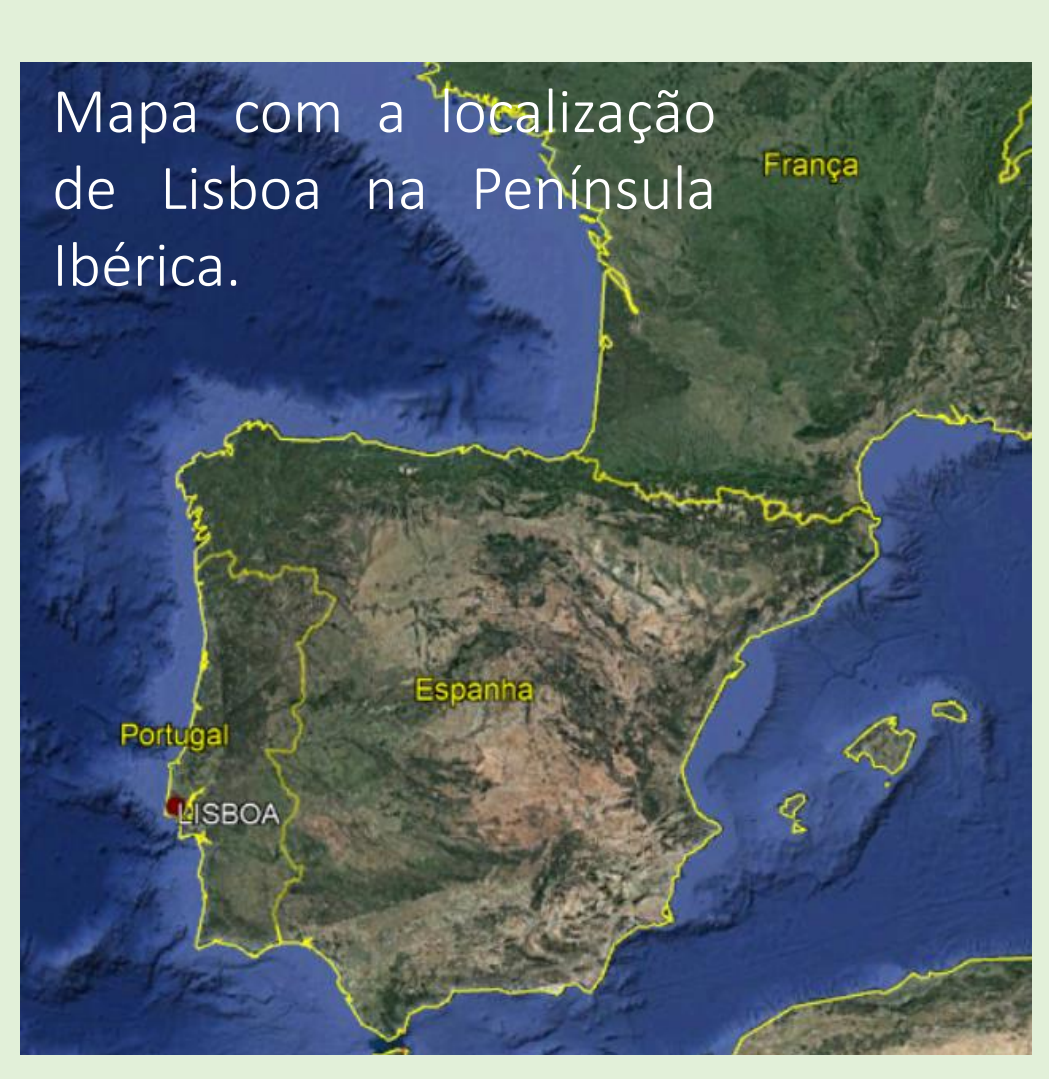 Mapa com a localização
de Lisboa na Península
Ibérica.
França
Espanha
Portugal
LISBOA